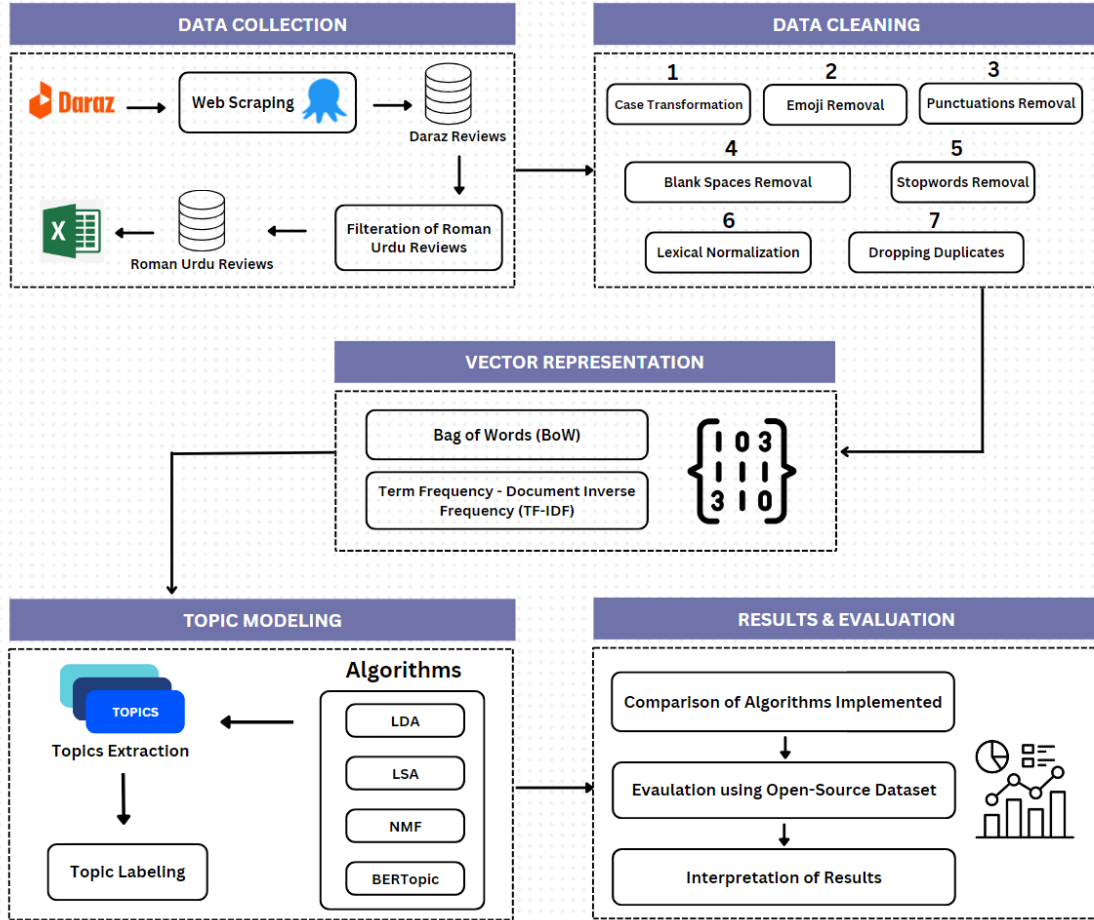 DATA COLLECTION
Daraz
Web Scraping
Daraz Reviews
Filteration of Roman
Urdu Reviews
Roman Urdu Reviews
X
DATA CLEANING
1
Case Transformation
2
Emoji Removal
3
Punctuations Removal
4
Blank Spaces Removal
5
Stopwords Removal
6
Lexical Normalization
7
Dropping Duplicates
VECTOR REPRESENTATION
Bag of Words (BoW)
Term Frequency - Document Inverse
Frequency (TF-IDF)
1 0 3
1 1 1
3 1 0
TOPIC MODELING
TOPICS
Topics Extraction
Topic Labeling
Algorithms
LDA
LSA
NMF
BERTopic
RESULTS & EVALUATION
Comparison of Algorithms Implemented
Evaulation using Open-Source Dataset
Interpretation of Results